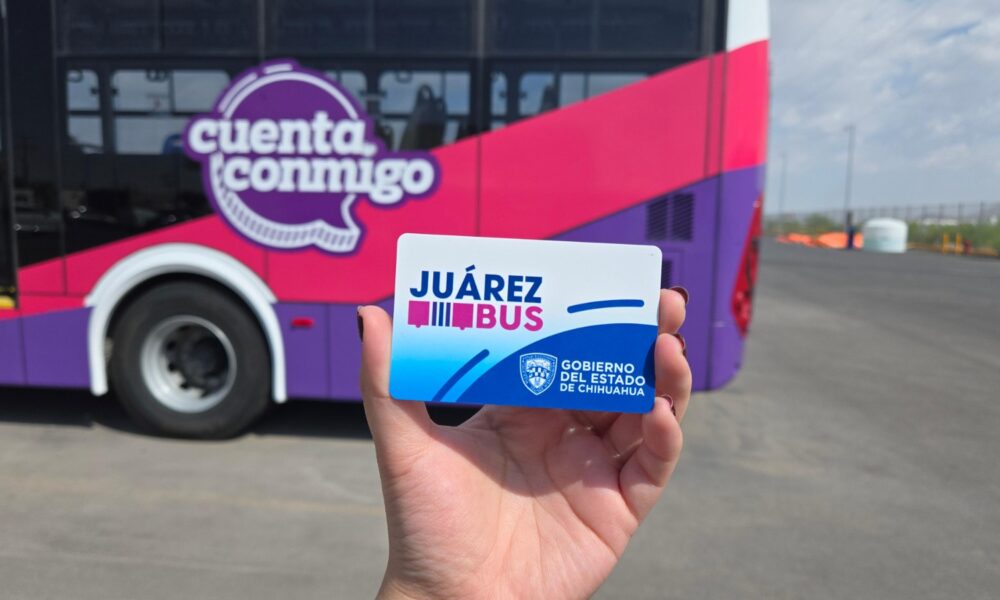 cuenta
conmigo
JUÁREZ
BUS
GOBIERNO
DEL ESTADO
DE CHIHUAHUA